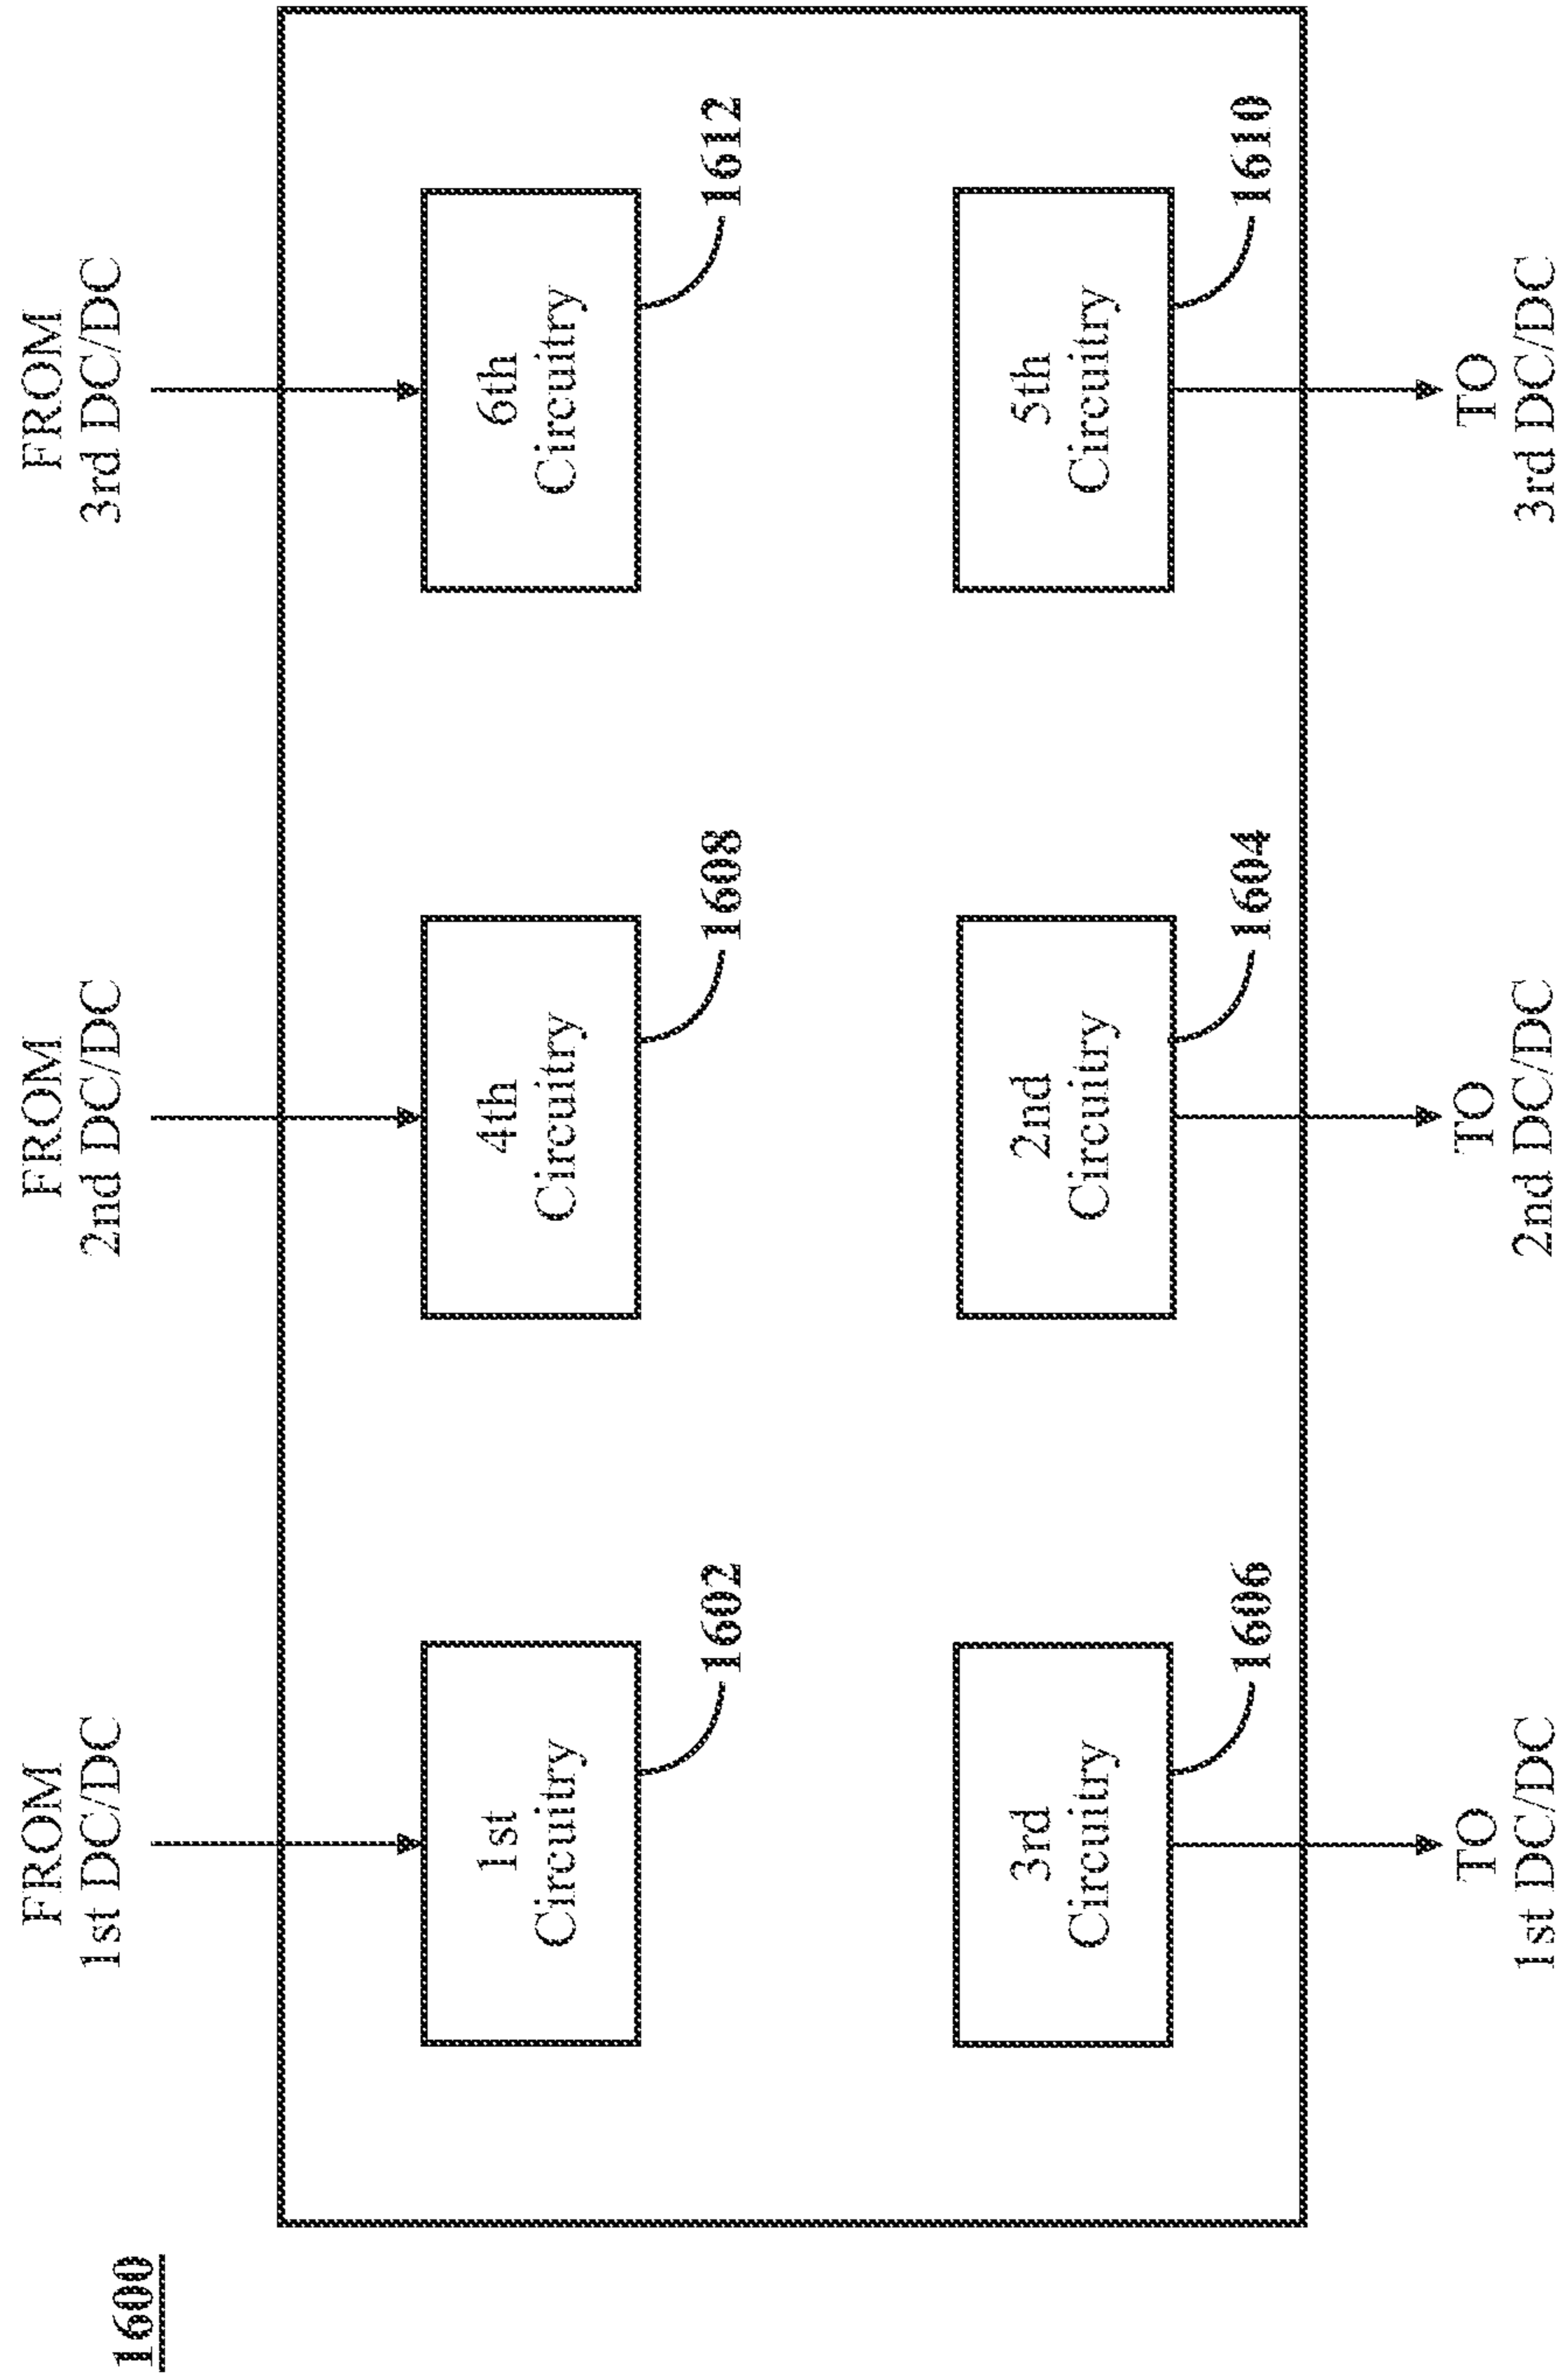 1600
FROM
1st DC/DC
FROM
2nd DC/DC
FROM
3rd DC/DC
1st
Circuitry
1602
4th
Circuitry
1608
6th
Circuitry
1612
3rd
Circuitry
1606
2nd
Circuitry
1604
5th
Circuitry
1610
TO
1st DC/DC
TO
2nd DC/DC
TO
3rd DC/DC